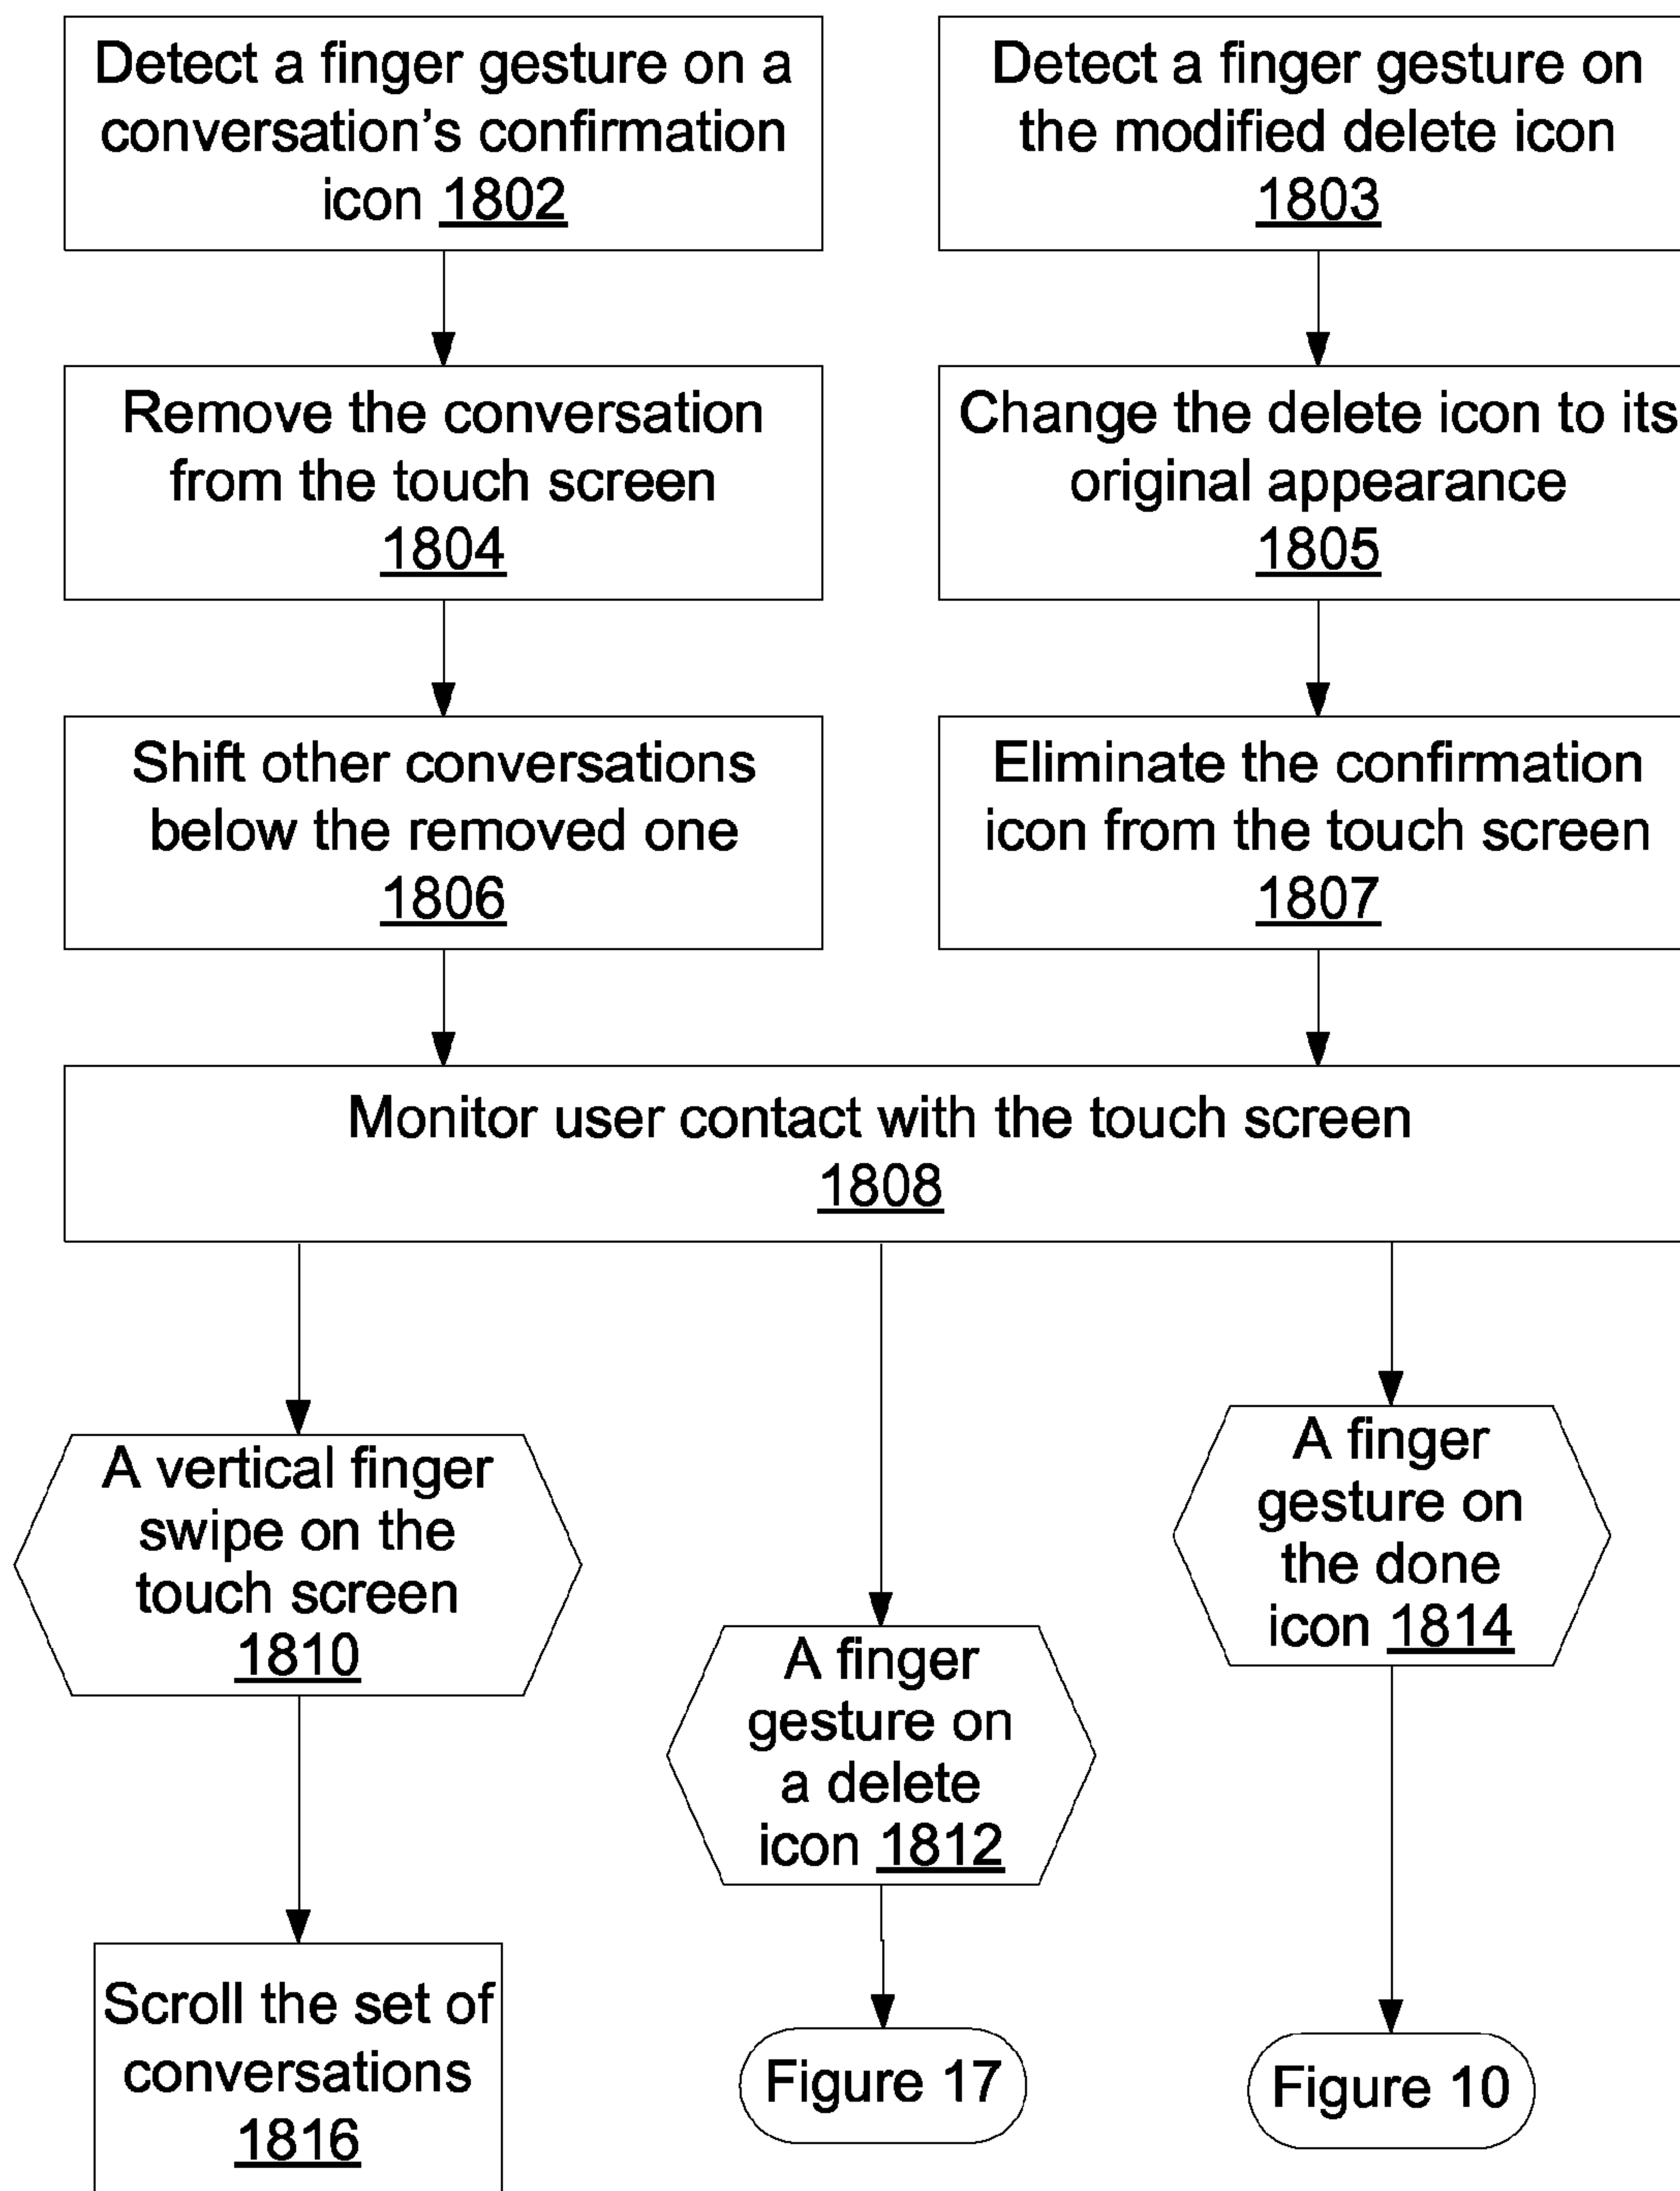 Detect a finger gesture on a
conversation's confirmation
icon 1802
Detect a finger gesture on
the modified delete icon
1803
Remove the conversation
from the touch screen
1804
Change the delete icon to its
original appearance
1805
Shift other conversations
below the removed one
1806
Eliminate the confirmation
icon from the touch screen
1807
Monitor user contact with the touch screen
1808
A vertical finger
swipe on the
touch screen
1810
A finger
gesture on
a delete
icon 1812
A finger
gesture on
the done
icon 1814
Scroll the set of
conversations
1816
Figure 17
Figure 10